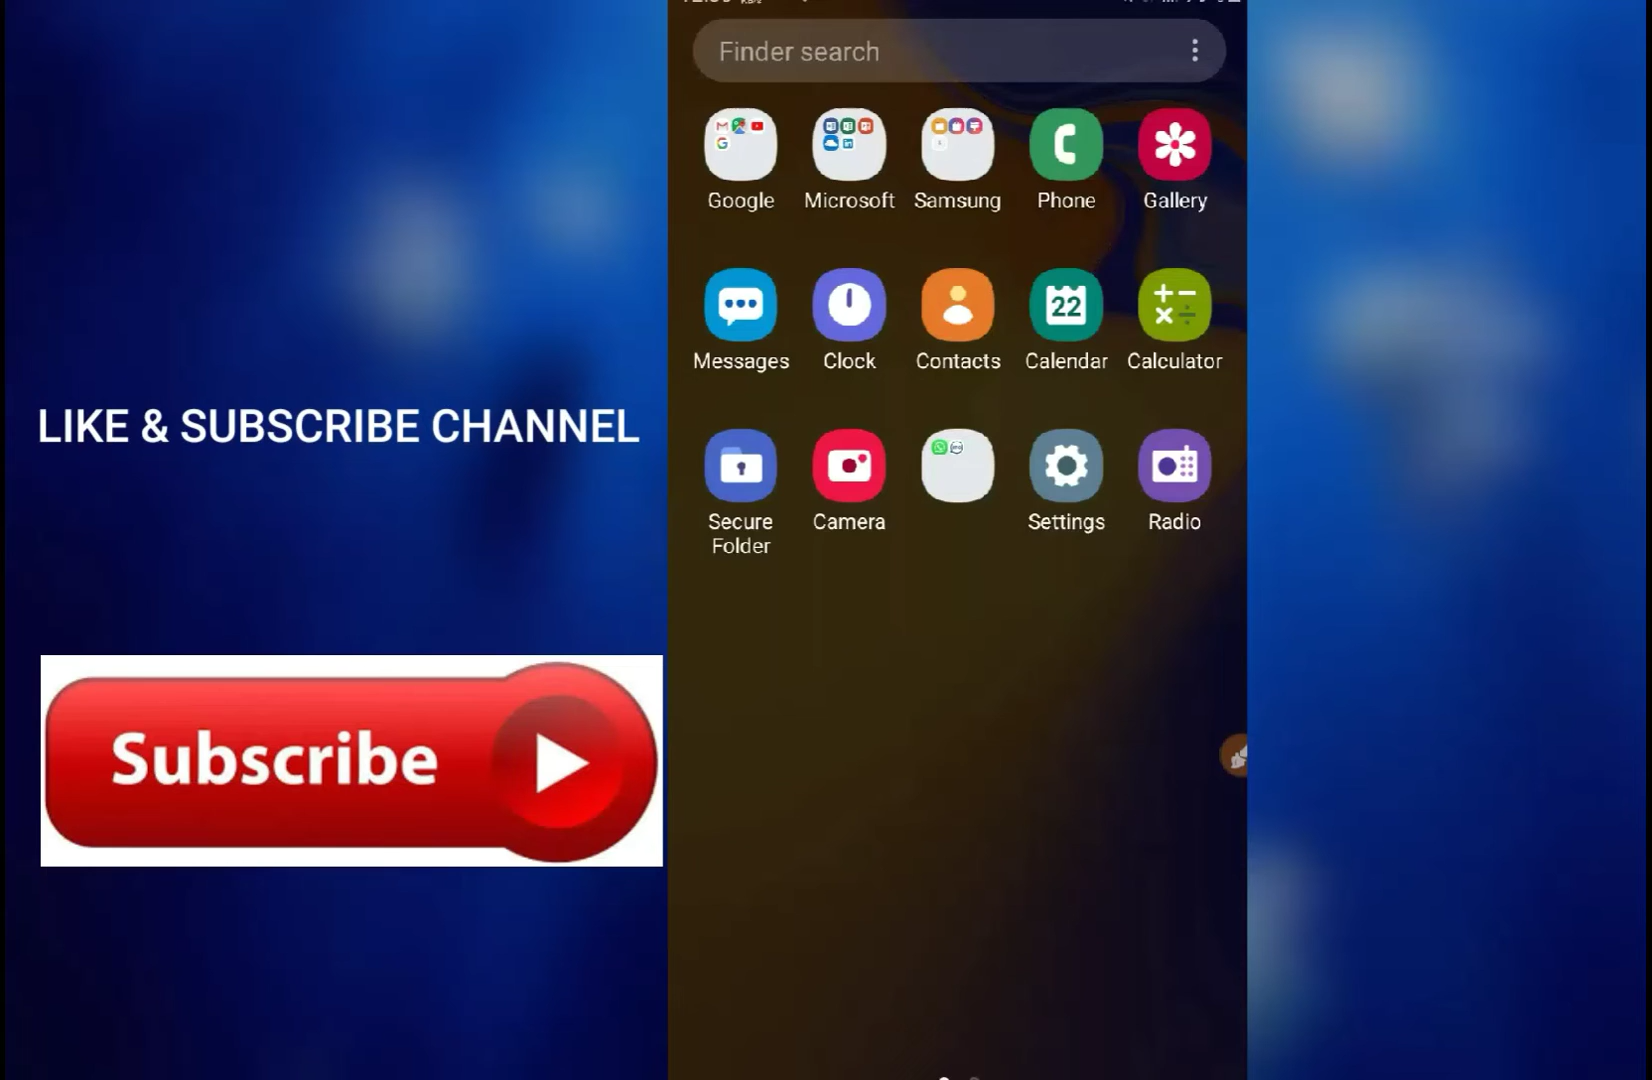 Finder search
Google Microsoft Samsung Phone Gallery
Messages Clock Contacts Calendar Calculator
22
LIKE & SUBSCRIBE CHANNEL
Secure Folder Camera Settings Radio
Subscribe